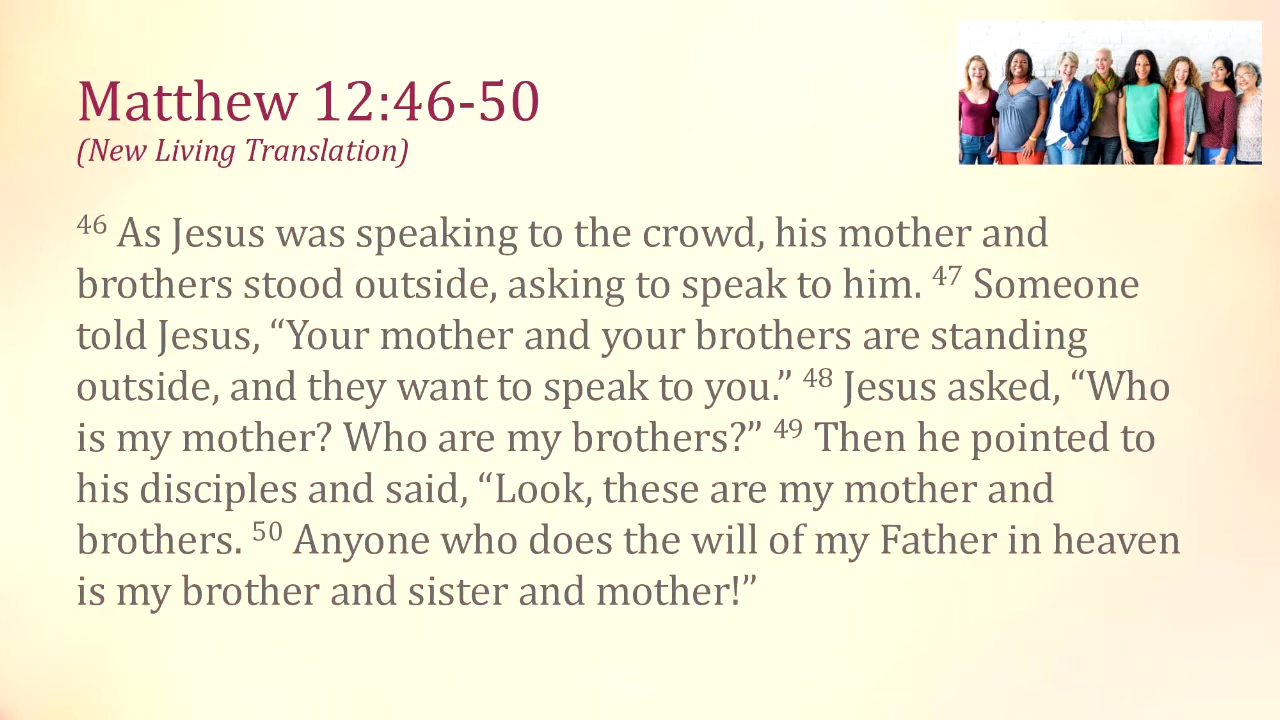 Matthew 12:46-50
(New Living Translation)
46 As Jesus was speaking to the crowd, his mother and
brothers stood outside, asking to speak to him. 47 Someone
told Jesus, “Your mother and your brothers are standing
outside, and they want to speak to you.” 48 Jesus asked, “Who
is my mother? Who are my brothers?” 49 Then he pointed to
his disciples and said, “Look, these are my mother and
brothers. 50 Anyone who does the will of my Father in heaven
is my brother and sister and mother!”